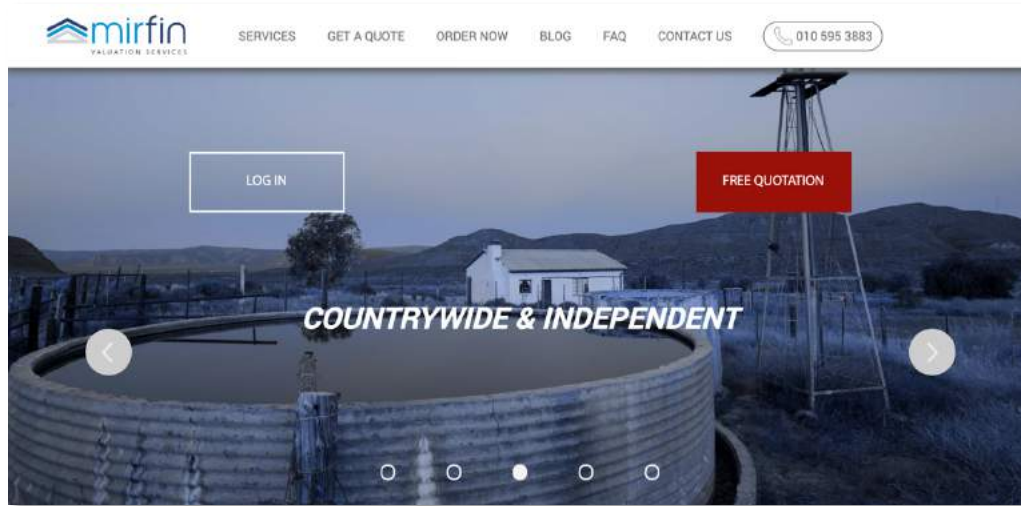 mirfin
VALUATION SERVICES
SERVICES GET A QUOTE ORDER NOW BLOG FAQ CONTACT US 010 595 3883
LOG IN
FREE QUOTATION
COUNTRYWIDE & INDEPENDENT